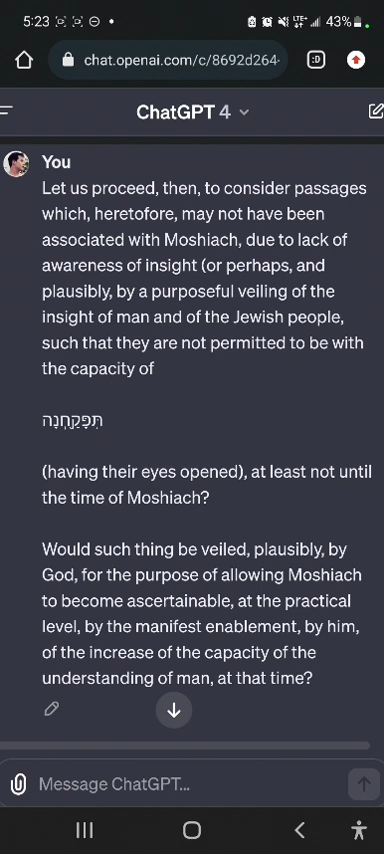 5:23
LTE+
43%
chat.openai.com/c/8692d264-
:D
ChatGPT 4
You
Let us proceed, then, to consider passages
which, heretofore, may not have been
associated with Moshiach, due to lack of
awareness of insight (or perhaps, and
plausibly, by a purposeful veiling of the
insight of man and of the Jewish people,
such that they are not permitted to be with
the capacity of
תִּפָּקַחְנָה
(having their eyes opened), at least not until
the time of Moshiach?
Would such thing be veiled, plausibly, by
God, for the purpose of allowing Moshiach
to become ascertainable, at the practical
level, by the manifest enablement, by him,
of the increase of the capacity of the
understanding of man, at that time?
Message ChatGPT...